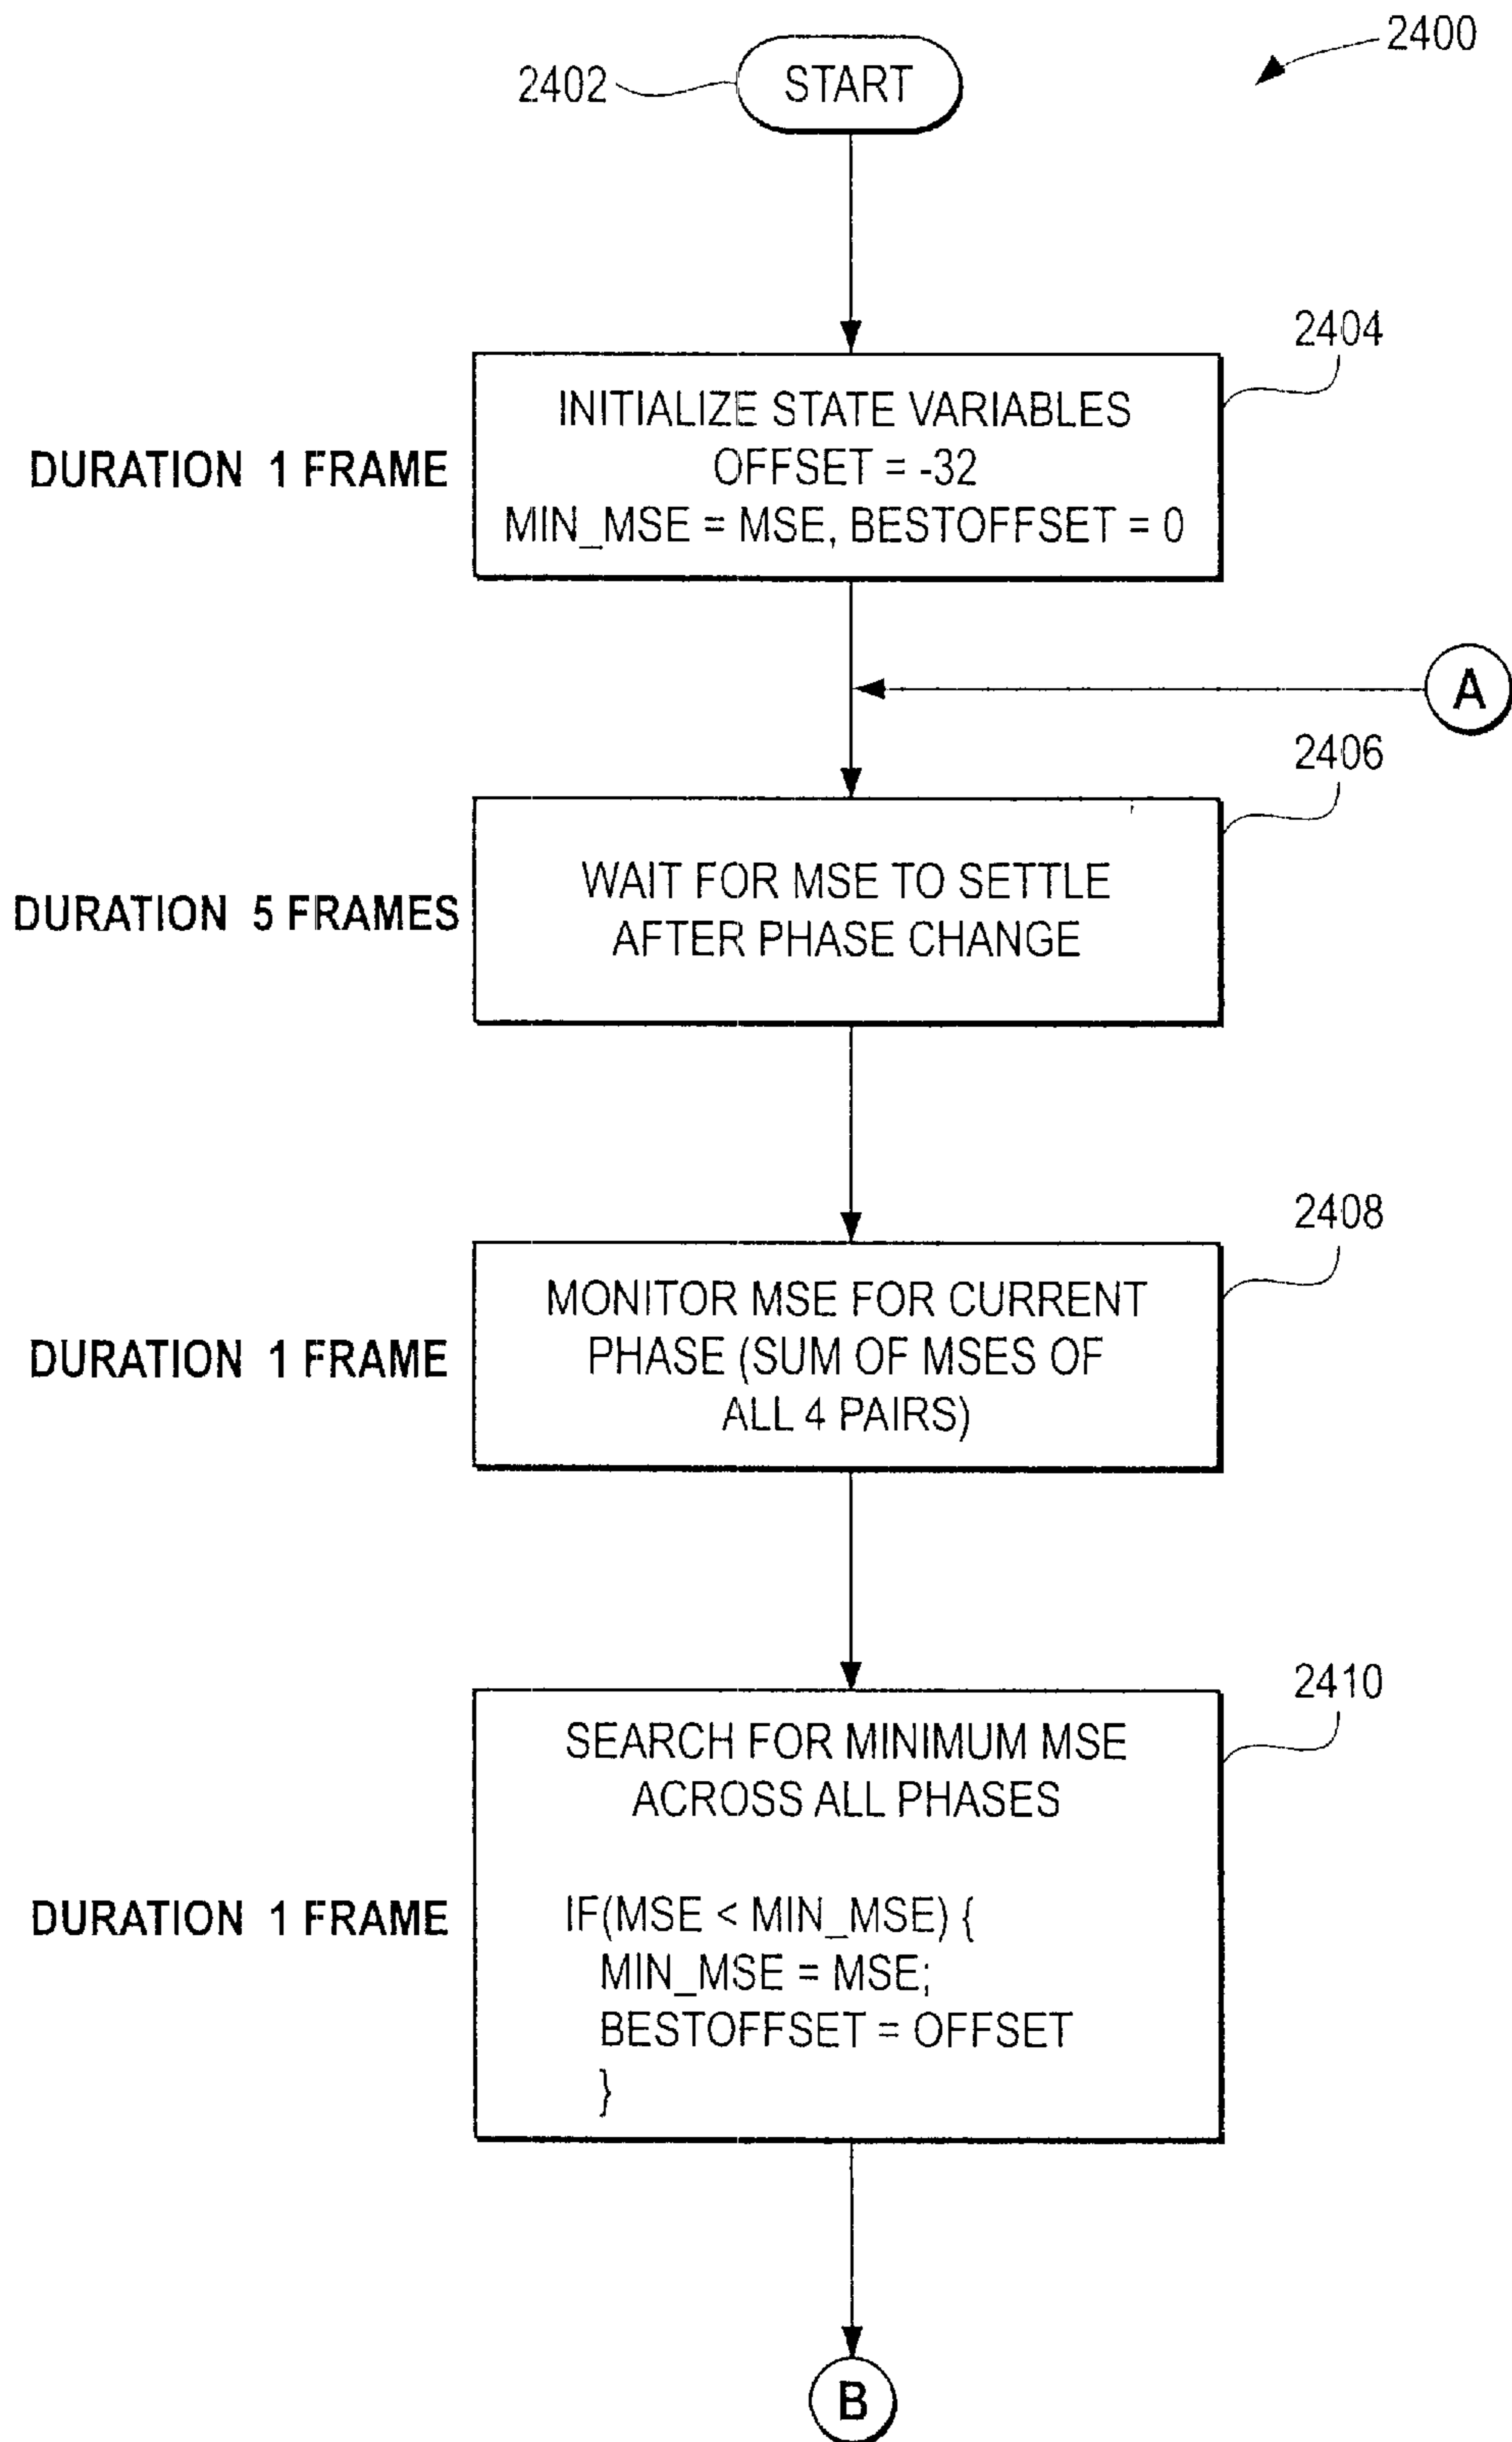 2400
2402
START
2404
DURATION 1 FRAME
INITIALIZE STATE VARIABLES
OFFSET = -32
MIN_MSE = MSE, BESTOFFSET = 0
A
2406
DURATION 5 FRAMES
WAIT FOR MSE TO SETTLE
AFTER PHASE CHANGE
2408
DURATION 1 FRAME
MONITOR MSE FOR CURRENT
PHASE (SUM OF MSES OF
ALL 4 PAIRS)
2410
DURATION 1 FRAME
SEARCH FOR MINIMUM MSE
ACROSS ALL PHASES
IF(MSE < MIN_MSE) {
MIN_MSE = MSE;
BESTOFFSET = OFFSET
}
B